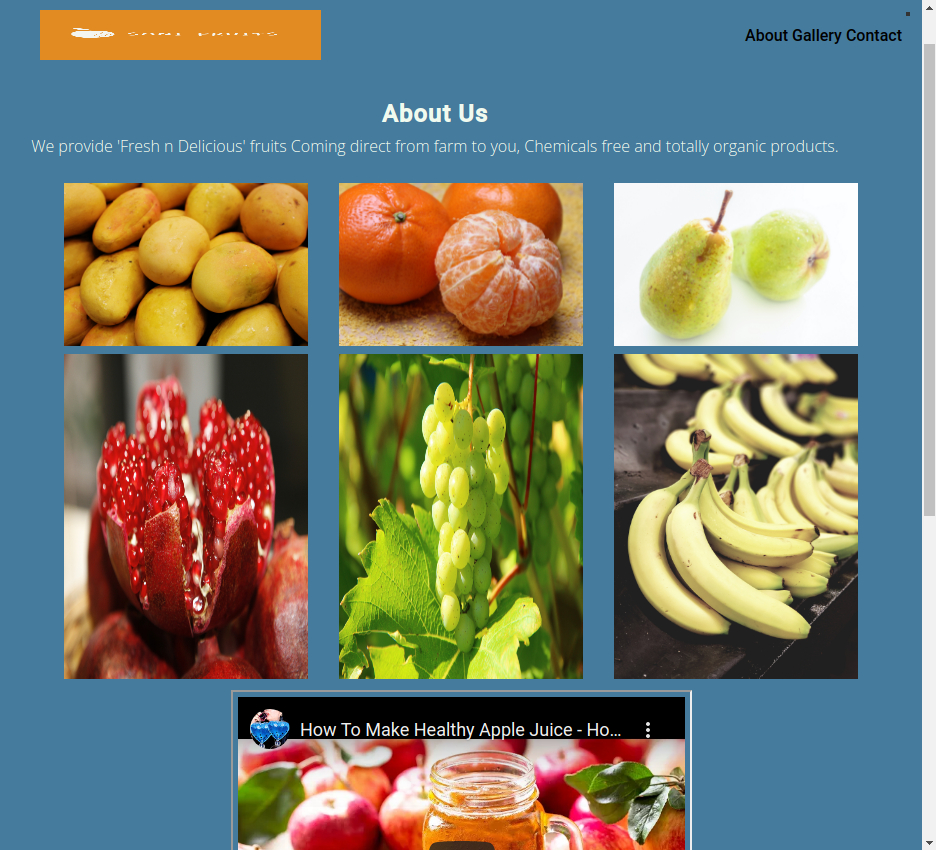 About Gallery Contact
About Us
We provide 'Fresh n Delicious' fruits Coming direct from farm to you, Chemicals free and totally organic products.
How To Make Healthy Apple Juice - Ho...